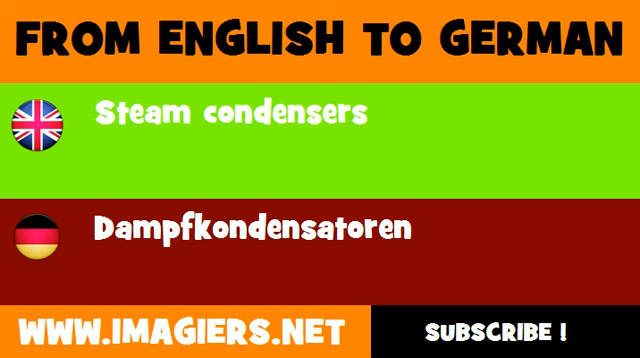 FROM ENGLISH TO GERMAN
Steam condensers
Dampfkondensatoren
WWW.IMAGIERS.NET
SUBSCRIBE !